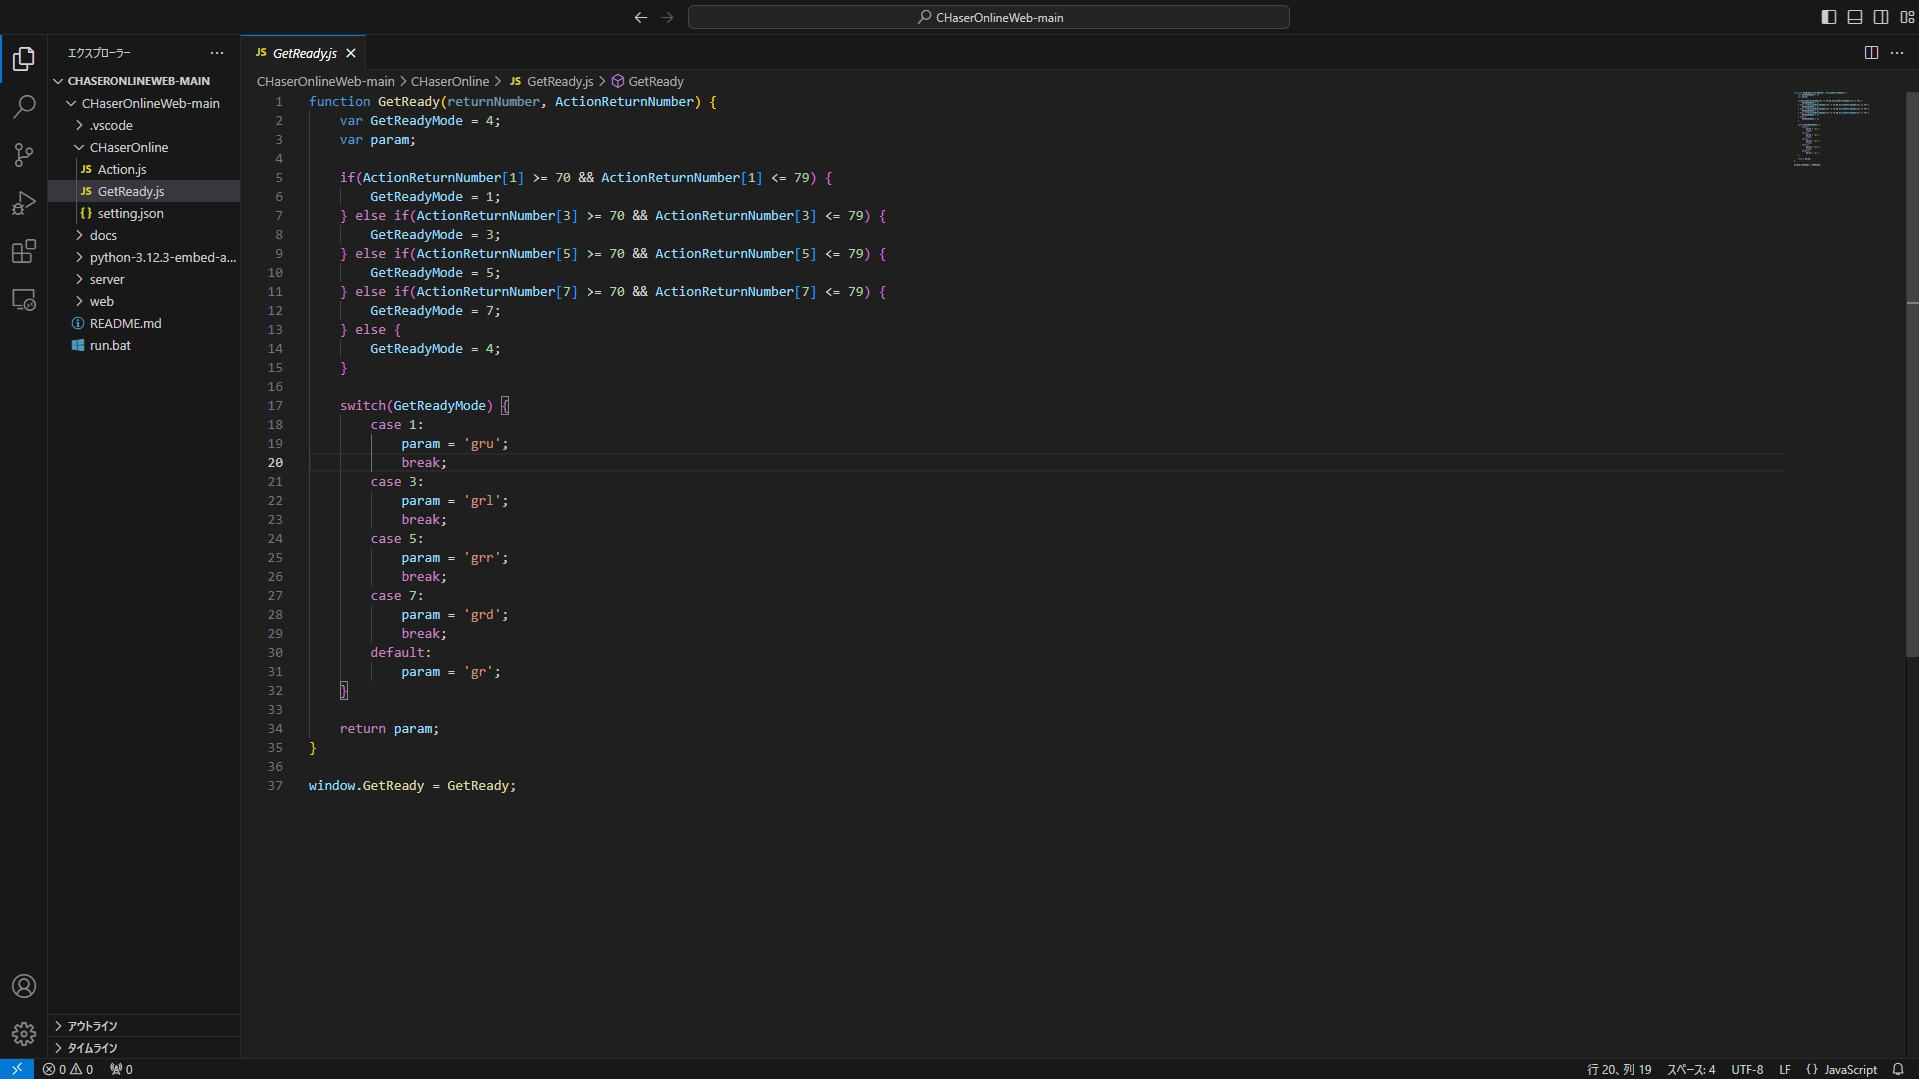 CHaserOnlineWeb-main
エクスプローラー
CHASERONLINEWEB-MAIN
CHaserOnlineWeb-main
.vscode
CHaserOnline
JS Action.js
JS GetReady.js
{} setting.json
docs
python-3.12.3-embed-a...
server
web
README.md
run.bat
アウトライン
タイムライン
JS GetReady.js
CHaserOnlineWeb-main > CHaserOnline > JS GetReady.js > GetReady
1 function GetReady(returnNumber, ActionReturnNumber) {
2     var GetReadyMode = 4;
3     var param;
4
5     if(ActionReturnNumber[1] >= 70 && ActionReturnNumber[1] <= 79) {
6         GetReadyMode = 1;
7     } else if(ActionReturnNumber[3] >= 70 && ActionReturnNumber[3] <= 79) {
8         GetReadyMode = 3;
9     } else if(ActionReturnNumber[5] >= 70 && ActionReturnNumber[5] <= 79) {
10         GetReadyMode = 5;
11     } else if(ActionReturnNumber[7] >= 70 && ActionReturnNumber[7] <= 79) {
12         GetReadyMode = 7;
13     } else {
14         GetReadyMode = 4;
15     }
16
17     switch(GetReadyMode) {
18         case 1:
19             param = 'gru';
20             break;
21         case 3:
22             param = 'grl';
23             break;
24         case 5:
25             param = 'grr';
26             break;
27         case 7:
28             param = 'grd';
29             break;
30         default:
31             param = 'gr';
32     }
33
34     return param;
35 }
36
37 window.GetReady = GetReady;
0 0 0
行 20、列 19 スペース: 4 UTF-8 LF {} JavaScript